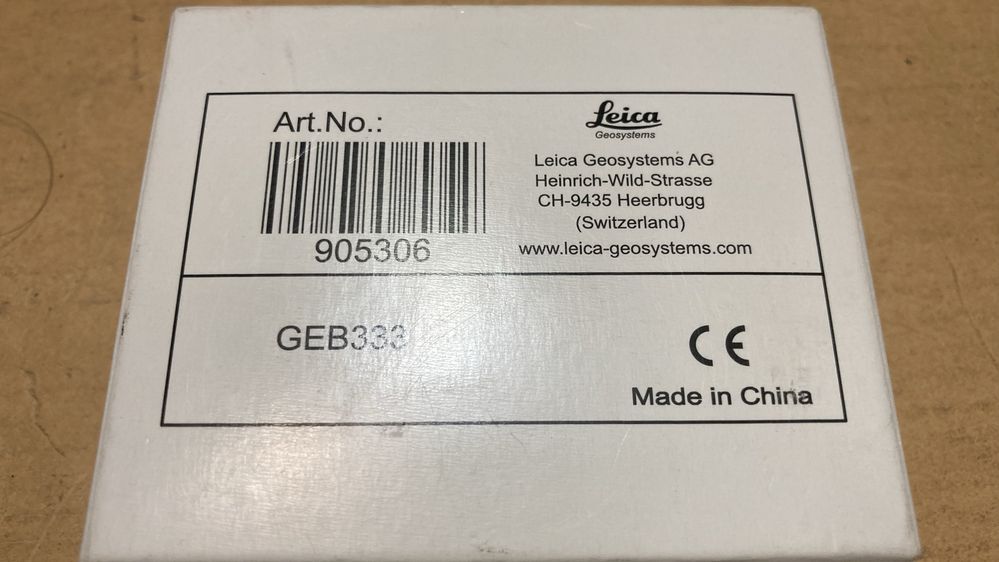 Art.No.:
905306
Leica
Geosystems
Leica Geosystems AG
Heinrich-Wild-Strasse
CH-9435 Heerbrugg
(Switzerland)
www.leica-geosystems.com
GEB333
CE
Made in China